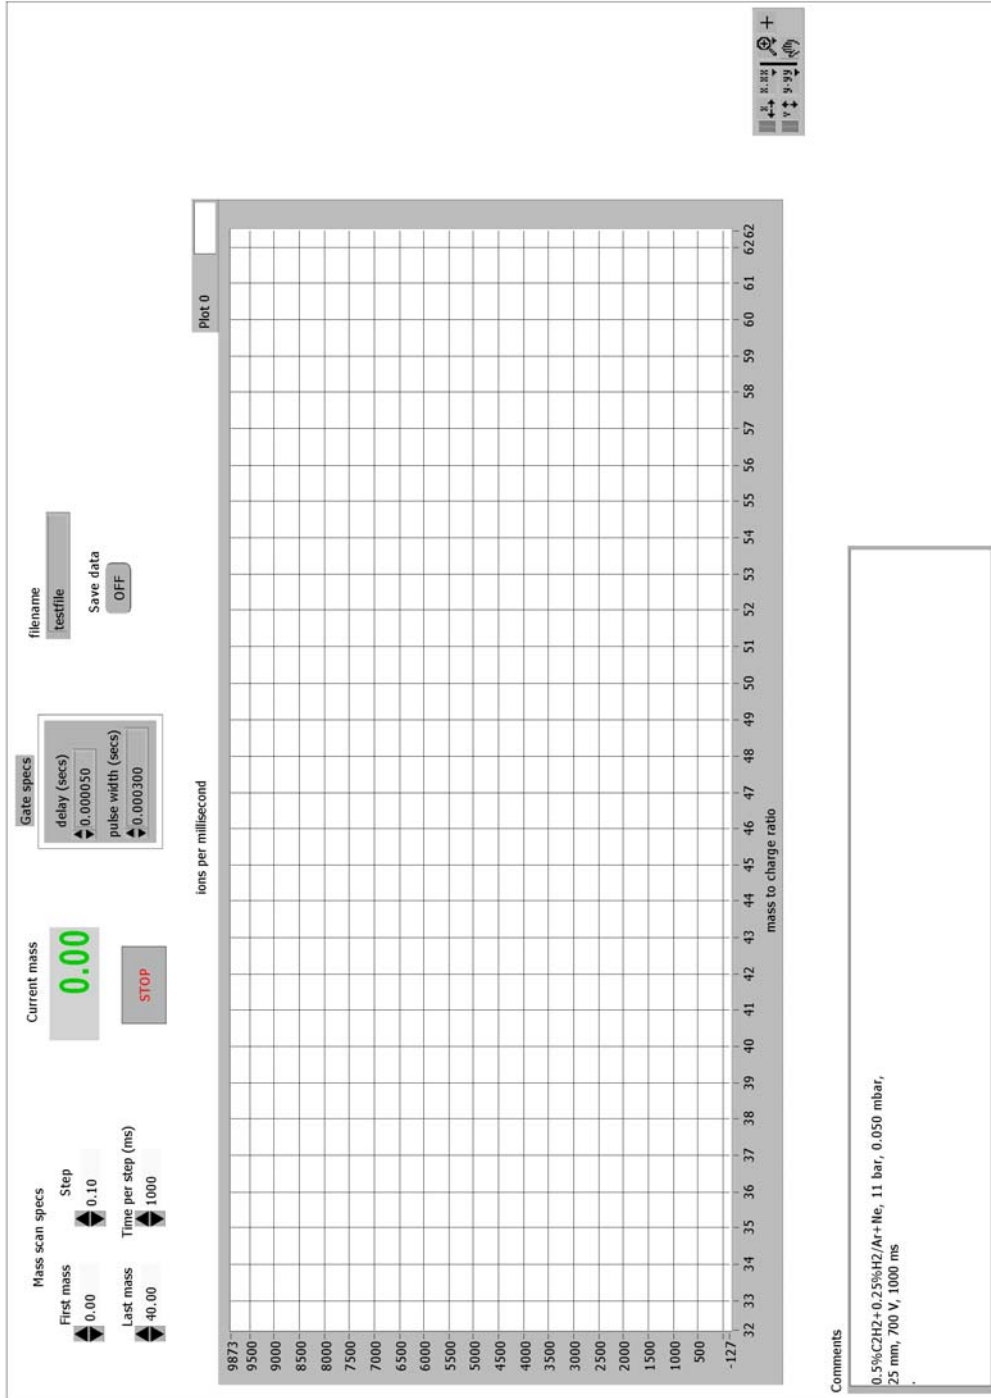 Mass scan specs
First mass
0.00
Step
0.10
Last mass
40.00
Time per step (ms)
1000
Current mass
0.00
STOP
Gate specs
delay (secs)
0.000050
pulse width (secs)
0.000300
filename
testfile
Save data
OFF
ions per millisecond
Plot 0
9873
9500
9000
8500
8000
7500
7000
6500
6000
5500
5000
4500
4000
3500
3000
2500
2000
1500
1000
500
-127
32 33 34 35 36 37 38 39 40 41 42 43 44 45 46 47 48 49 50 51 52 53 54 55 56 57 58 59 60 61 62 62
mass to charge ratio
X X.XX
Y Y.YY
Comments
0.5%C2H2+0.25%H2/Ar+Ne, 11 bar, 0.050 mbar,
25 mm, 700 V, 1000 ms
.